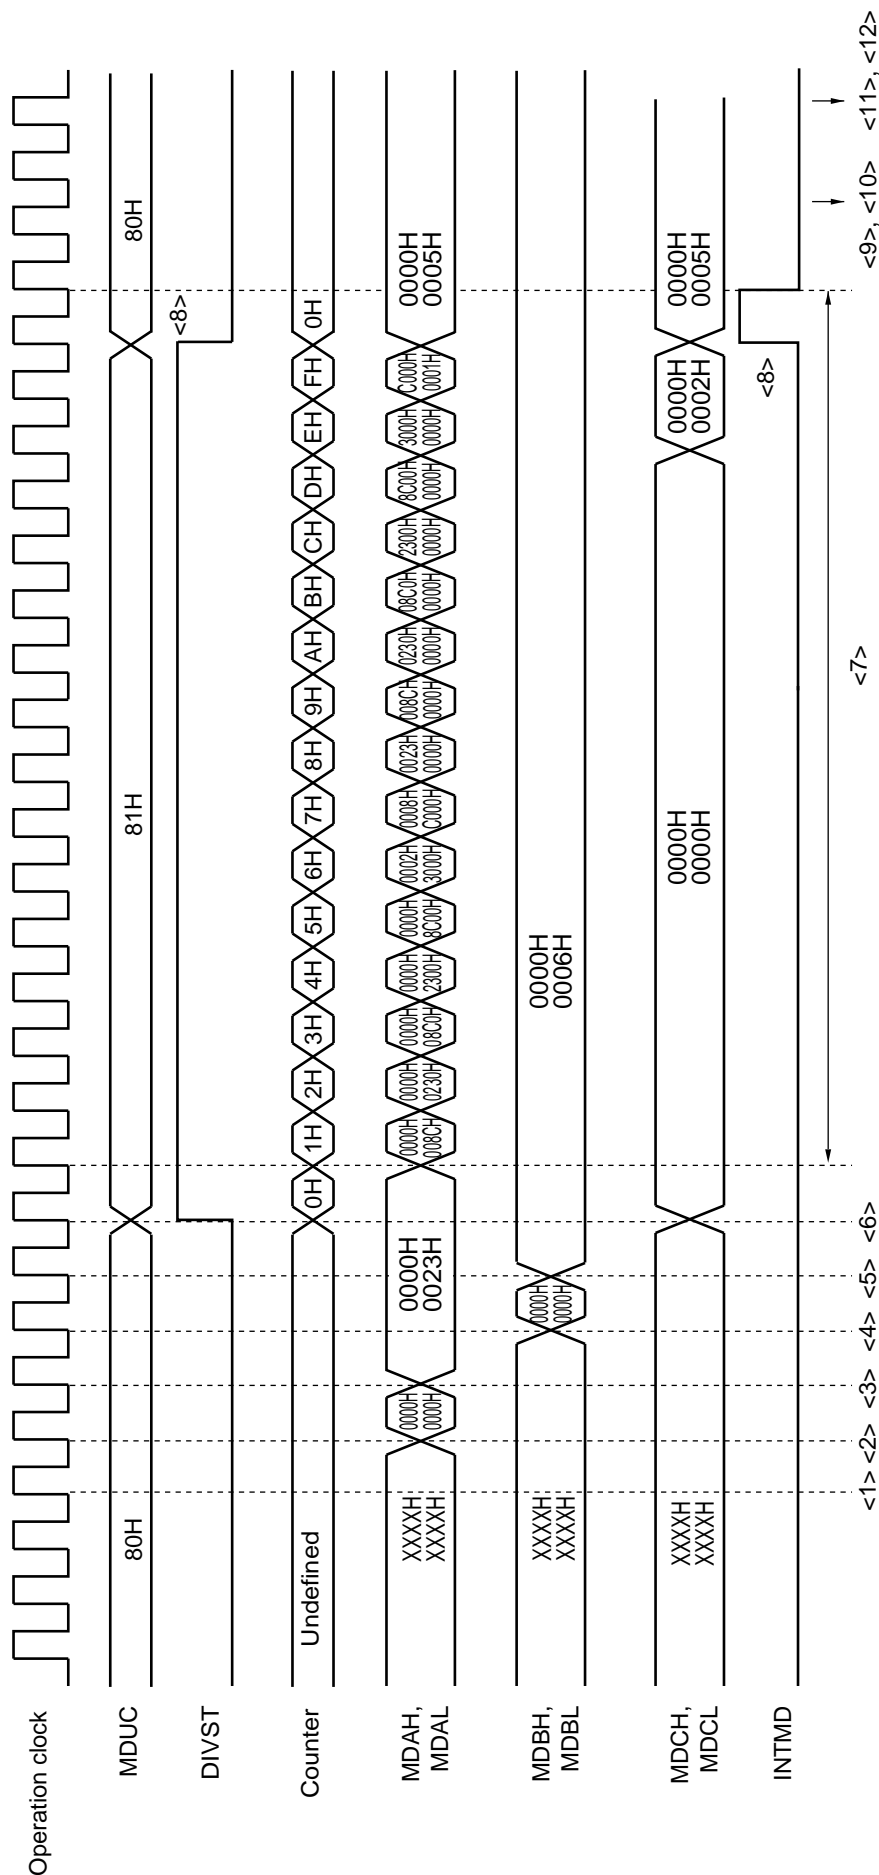 Operation clock
MDUC 80H 81H 80H
DIVST <8>
Counter Undefined 0H 1H 2H 3H 4H 5H 6H 7H 8H 9H AH BH CH DH EH FH 0H
MDAH, XXXXH 0000H 0000H 0000H 0000H 0000H 0000H 0000H 0002H 0008H 0023H 008CH 0230H 08C0H 2300H 8C00H 3000H C000H 0000H
MDAL XXXXH 0000H 0023H 008CH 0230H 08C0H 2300H 8C00H 3000H C000H 0000H 0000H 0000H 0000H 0000H 0000H 0000H 0001H 0005H
MDBH, XXXXH 0000H 0000H
MDBL XXXXH 0000H 0006H
MDCH, XXXXH 0000H 0000H 0000H
MDCL XXXXH 0000H 0002H 0005H
INTMD <8>
<1> <2> <3> <4> <5> <6> <7> <9>, <10> <11>, <12>